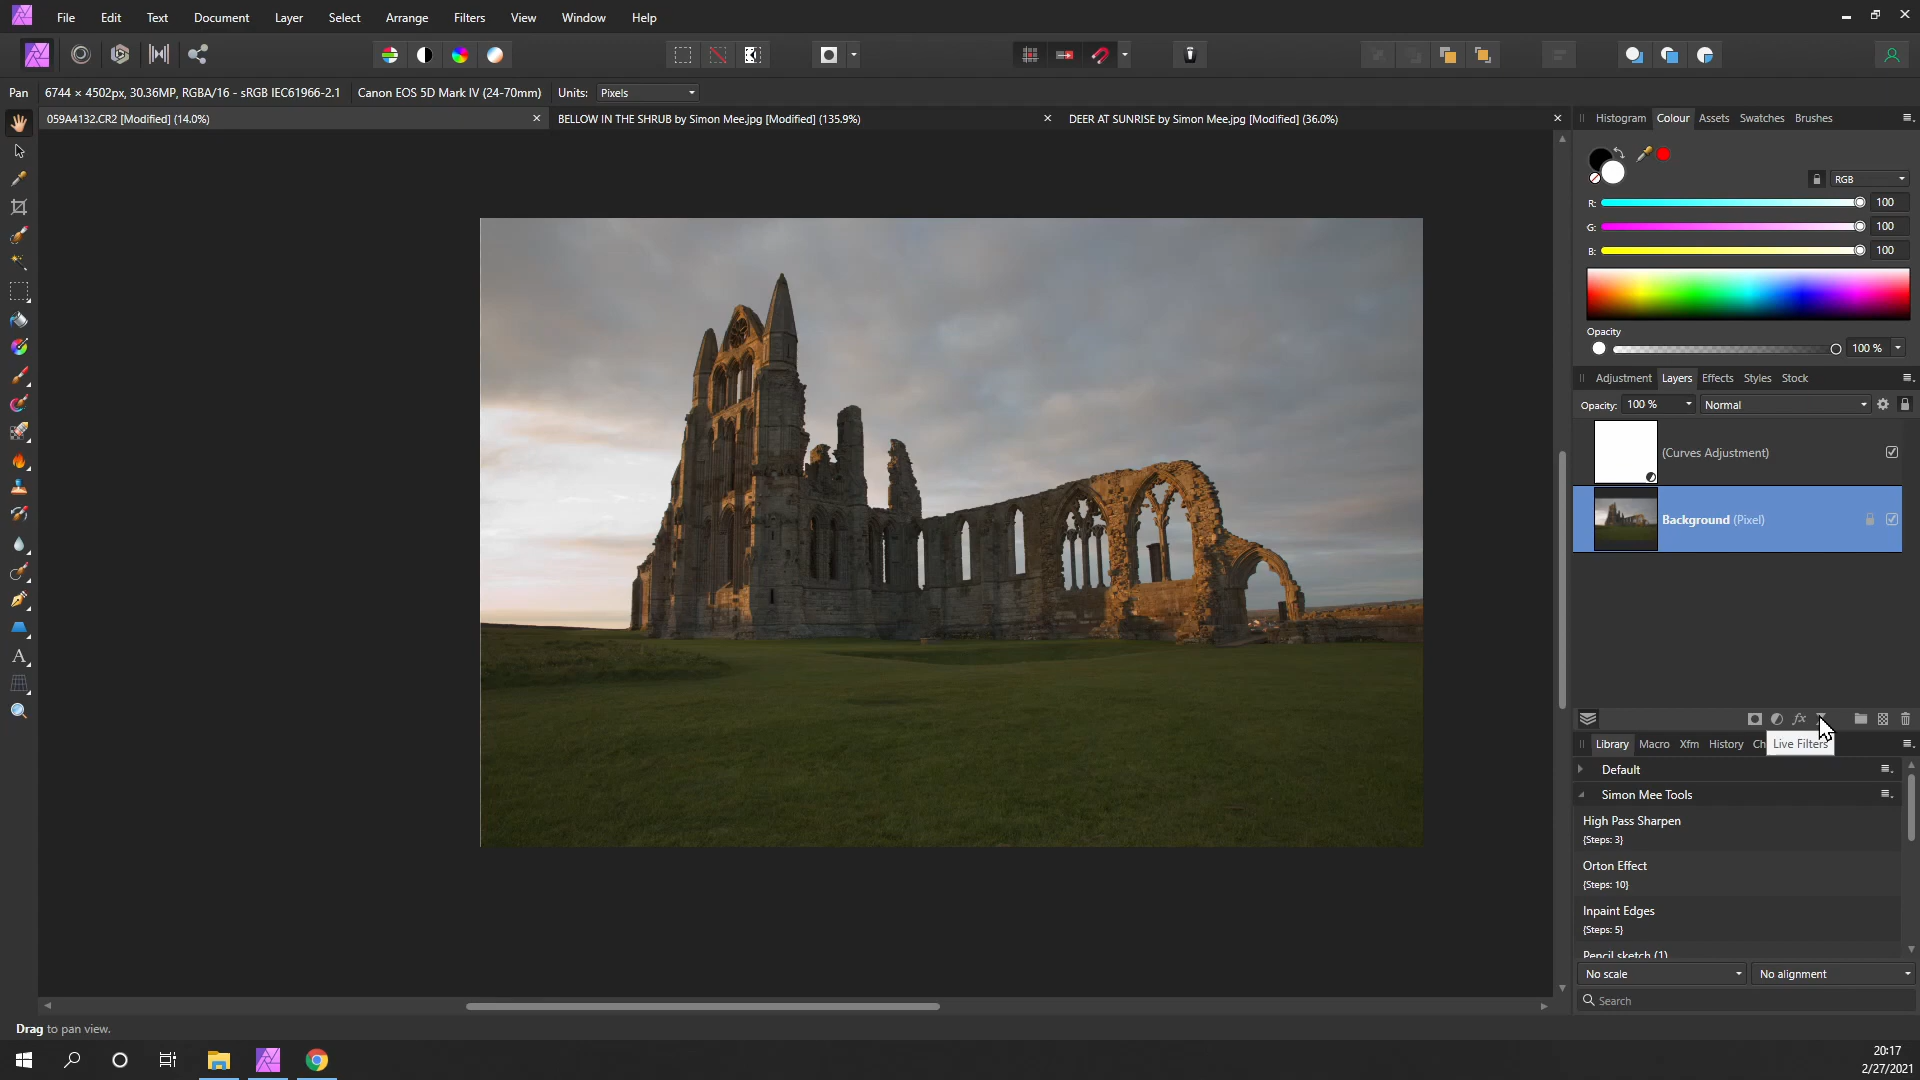 File Edit Text Document Layer Select Arrange Filters View Window Help
Pan 6744 × 4502px, 30.36MP, RGBA/16 - sRGB IEC61966-2.1 Canon EOS 5D Mark IV (24-70mm) Units: Pixels
059A4132.CR2 [Modified] (14.0%) BELLOW IN THE SHRUB by Simon Mee.jpg [Modified] (135.9%) DEER AT SUNRISE by Simon Mee.jpg [Modified] (36.0%)
Histogram Colour Assets Swatches Brushes
RGB
R: 100
G: 100
B: 100
Opacity
100 %
Adjustment Layers Effects Styles Stock
Opacity: 100 % Normal
(Curves Adjustment)
Background (Pixel)
fx
Library Macro Xfm History Ch
Live Filters
Default
Simon Mee Tools
High Pass Sharpen
{Steps: 3}
Orton Effect
{Steps: 10}
Inpaint Edges
{Steps: 5}
Pencil sketch (1)
No scale No alignment
Search
Drag to pan view.
20:17
2/27/2021